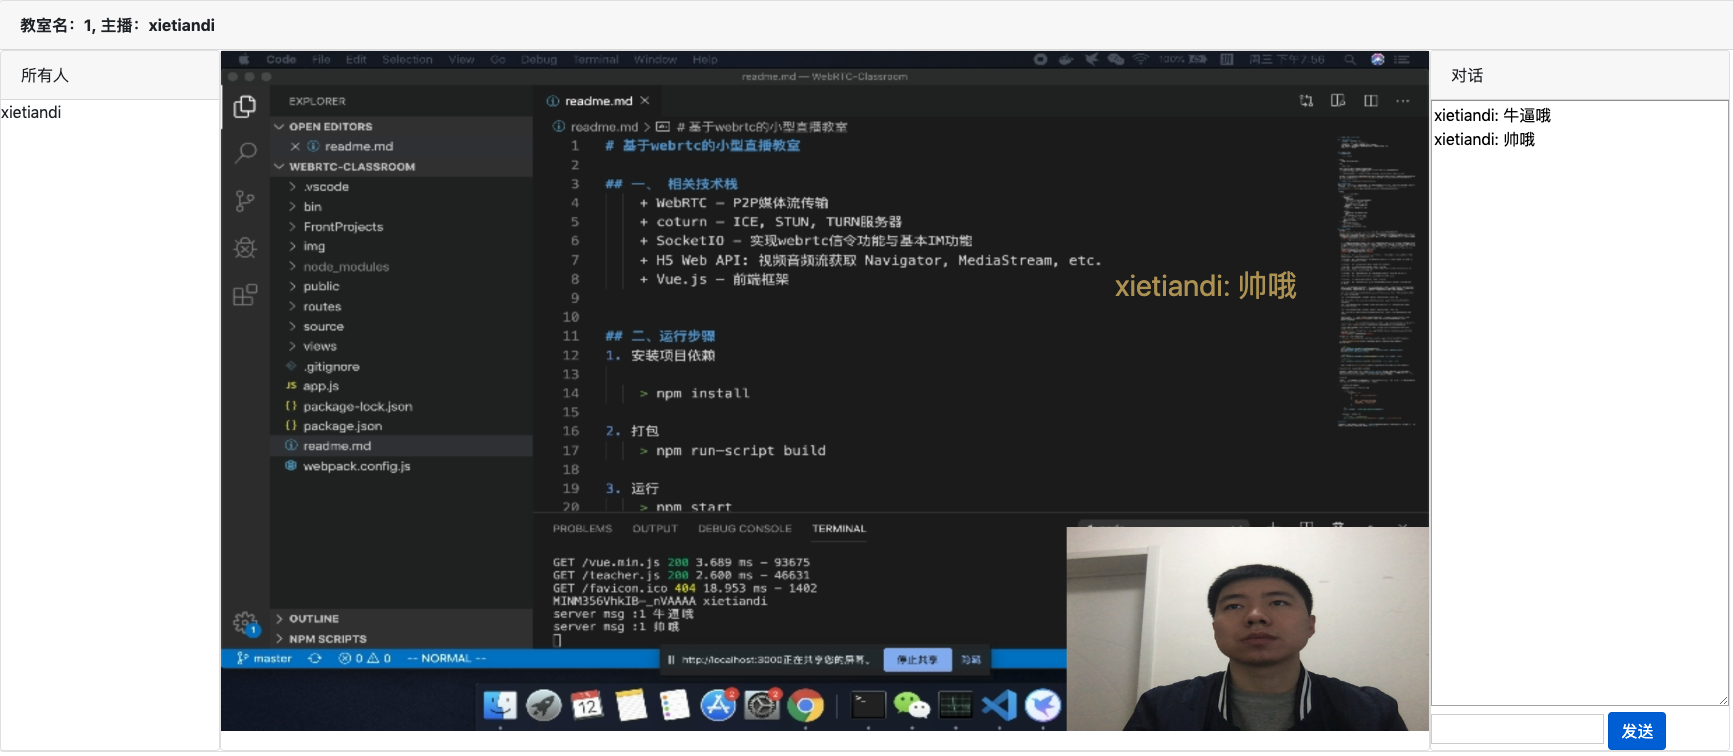 教室名：1, 主播：xietiandi
所有人
xietiandi
Code File Edit Selection View Go Debug Terminal Window Help
100%
周三 下午7:56
readme.md — WebRTC-Classroom
EXPLORER
OPEN EDITORS
readme.md
WEBRTC-CLASSROOM
.vscode
bin
FrontProjects
img
node_modules
public
routes
source
views
.gitignore
JS app.js
{} package-lock.json
{} package.json
readme.md
webpack.config.js
OUTLINE
NPM SCRIPTS
1
readme.md
readme.md > # 基于webrtc的小型直播教室
1 # 基于webrtc的小型直播教室
2
3 ## 一、 相关技术栈
4 + WebRTC – P2P媒体流传输
5 + coturn – ICE, STUN, TURN服务器
6 + SocketIO – 实现webrtc信令功能与基本IM功能
7 + H5 Web API: 视频音频流获取 Navigator, MediaStream, etc.
8 + Vue.js – 前端框架
9
10
11 ## 二、运行步骤
12 1. 安装项目依赖
13
14 > npm install
15
16 2. 打包
17 > npm run-script build
18
19 3. 运行
20 > npm start
xietiandi: 帅哦
PROBLEMS OUTPUT DEBUG CONSOLE TERMINAL
GET /vue.min.js 200 3.689 ms – 93675
GET /teacher.js 200 2.600 ms – 46631
GET /favicon.ico 404 18.953 ms – 1402
MINM356VhkIB-_nVAAAA xietiandi
server msg :1 牛逼哦
server msg :1 帅哦
master 0 0 -- NORMAL --
http://localhost:3000正在共享您的屏幕。 停止共享 隐藏
12
2
2
对话
xietiandi: 牛逼哦
xietiandi: 帅哦
发送